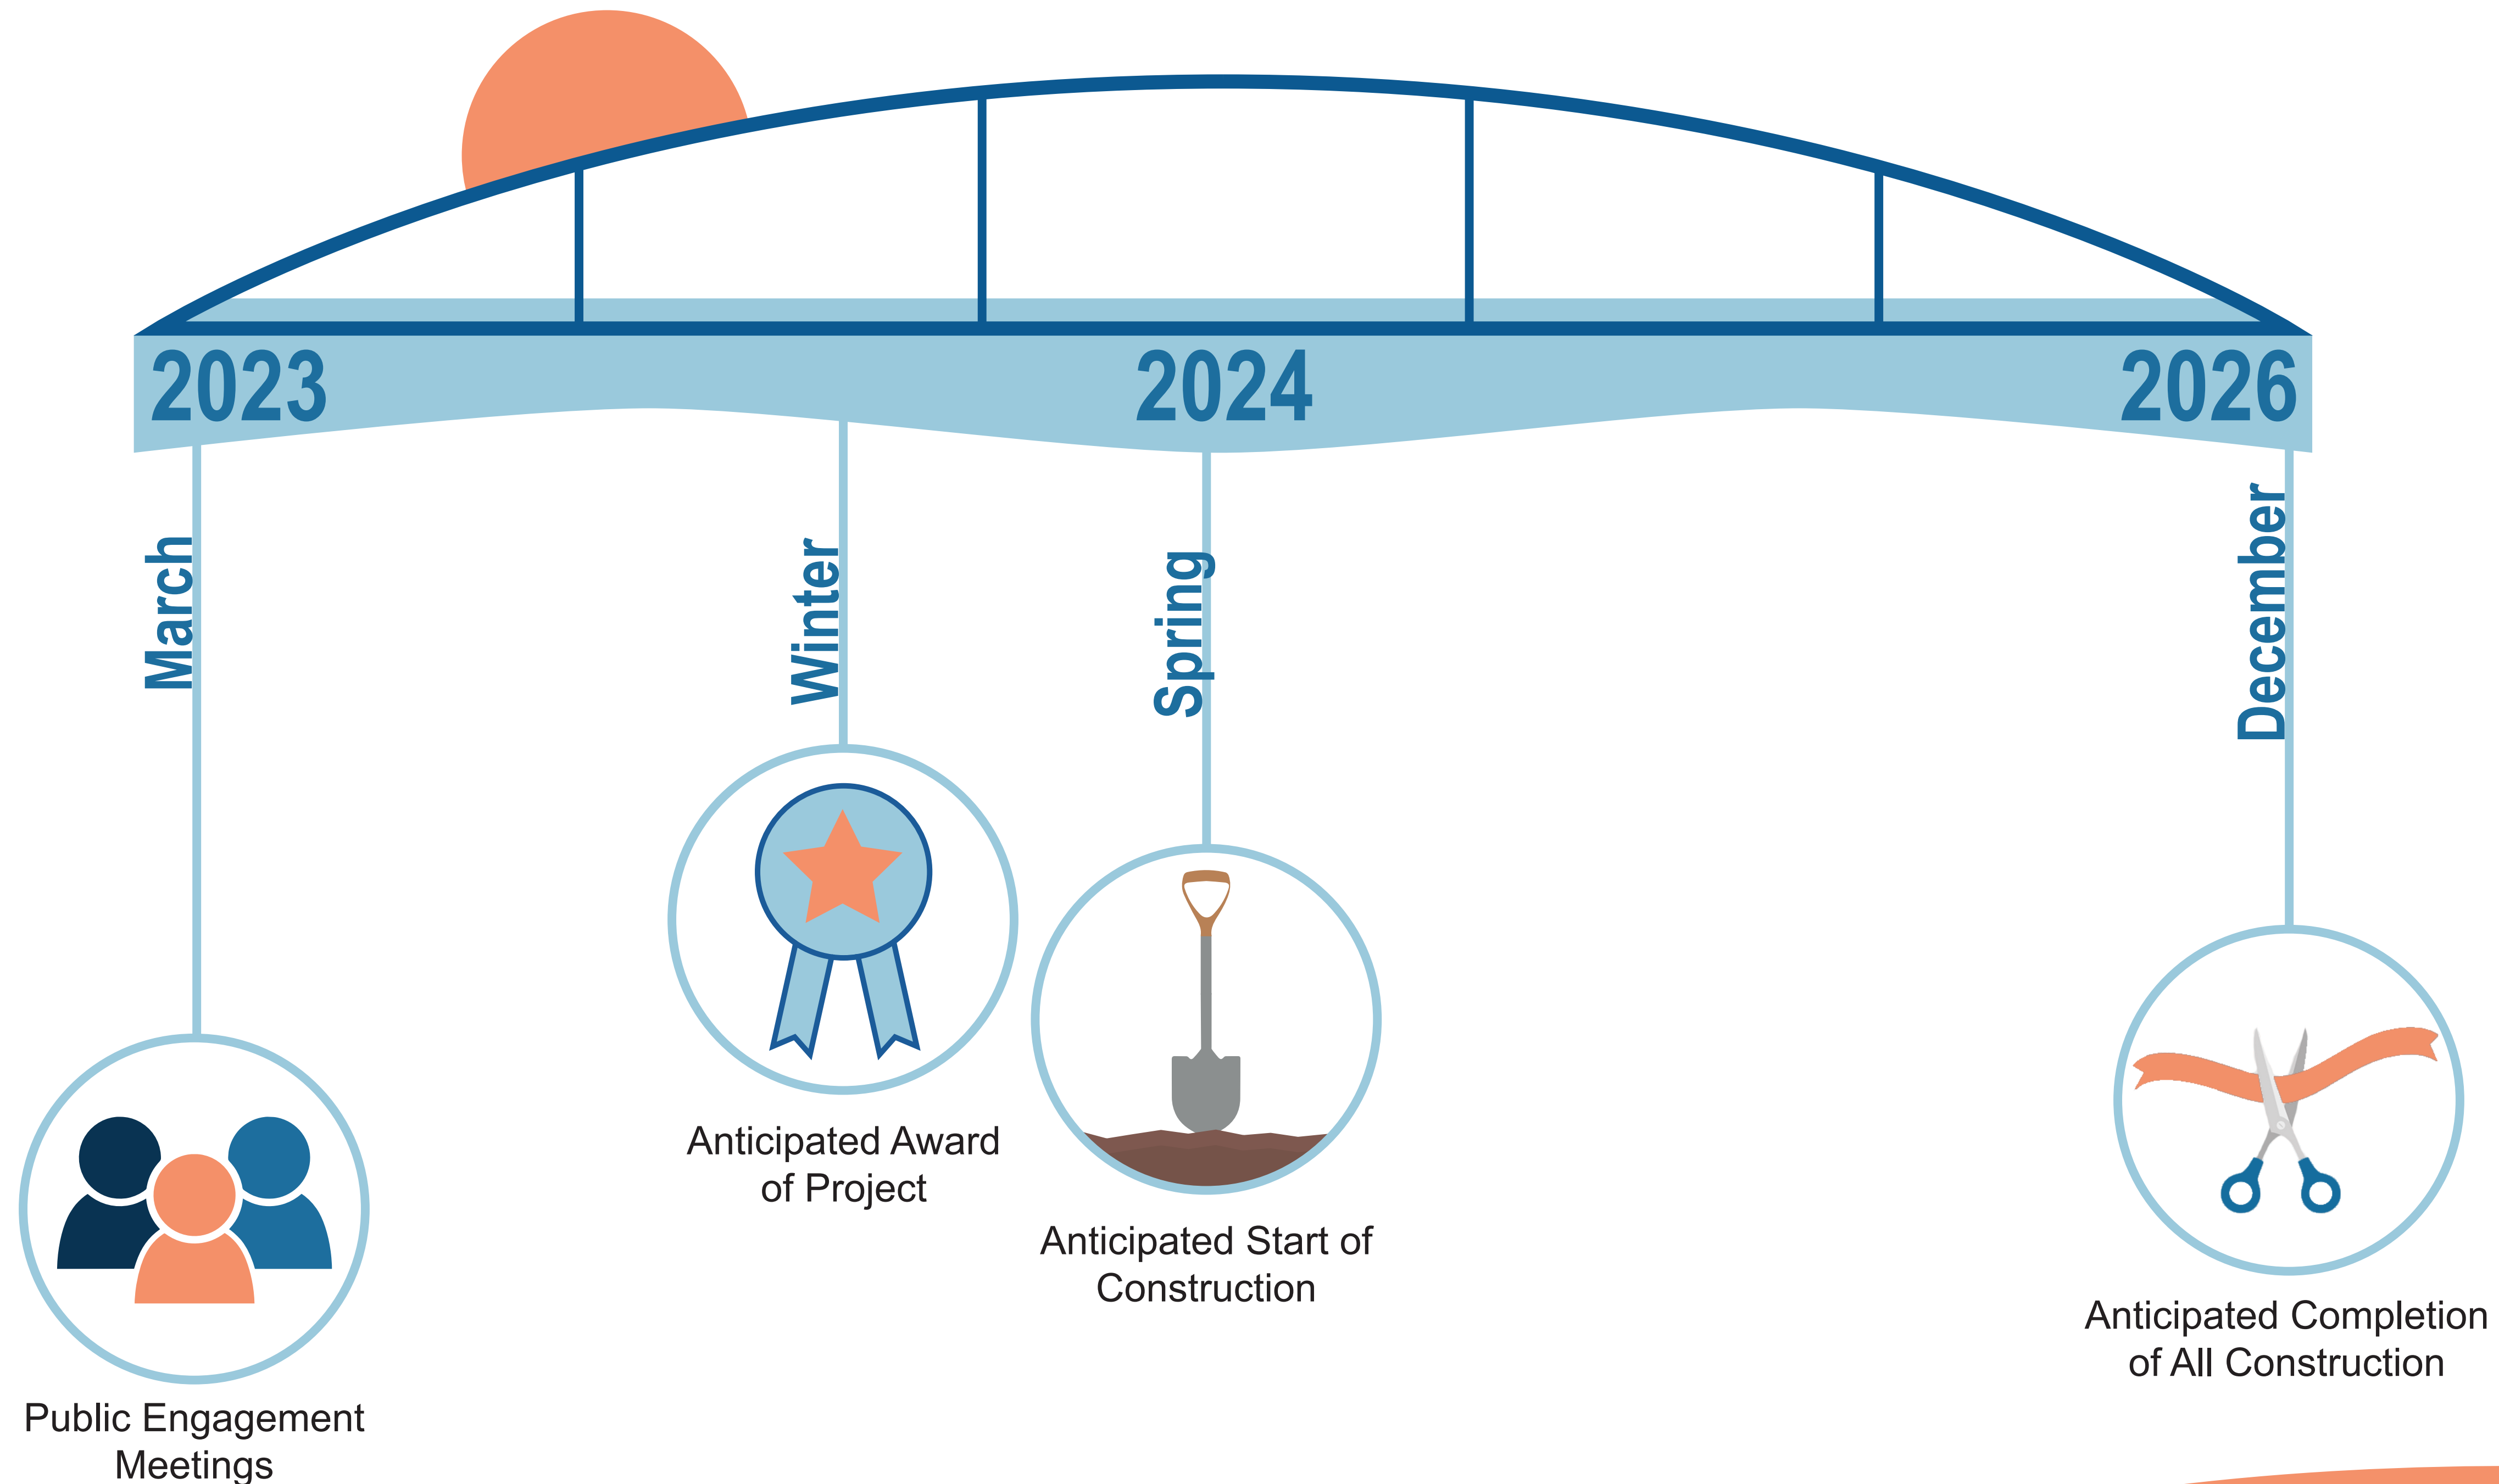 2023
2024
2026
March
Winter
Spring
December
Anticipated Award
of Project
Anticipated Start of
Construction
Anticipated Completion
of All Construction
Public Engagement
Meetings